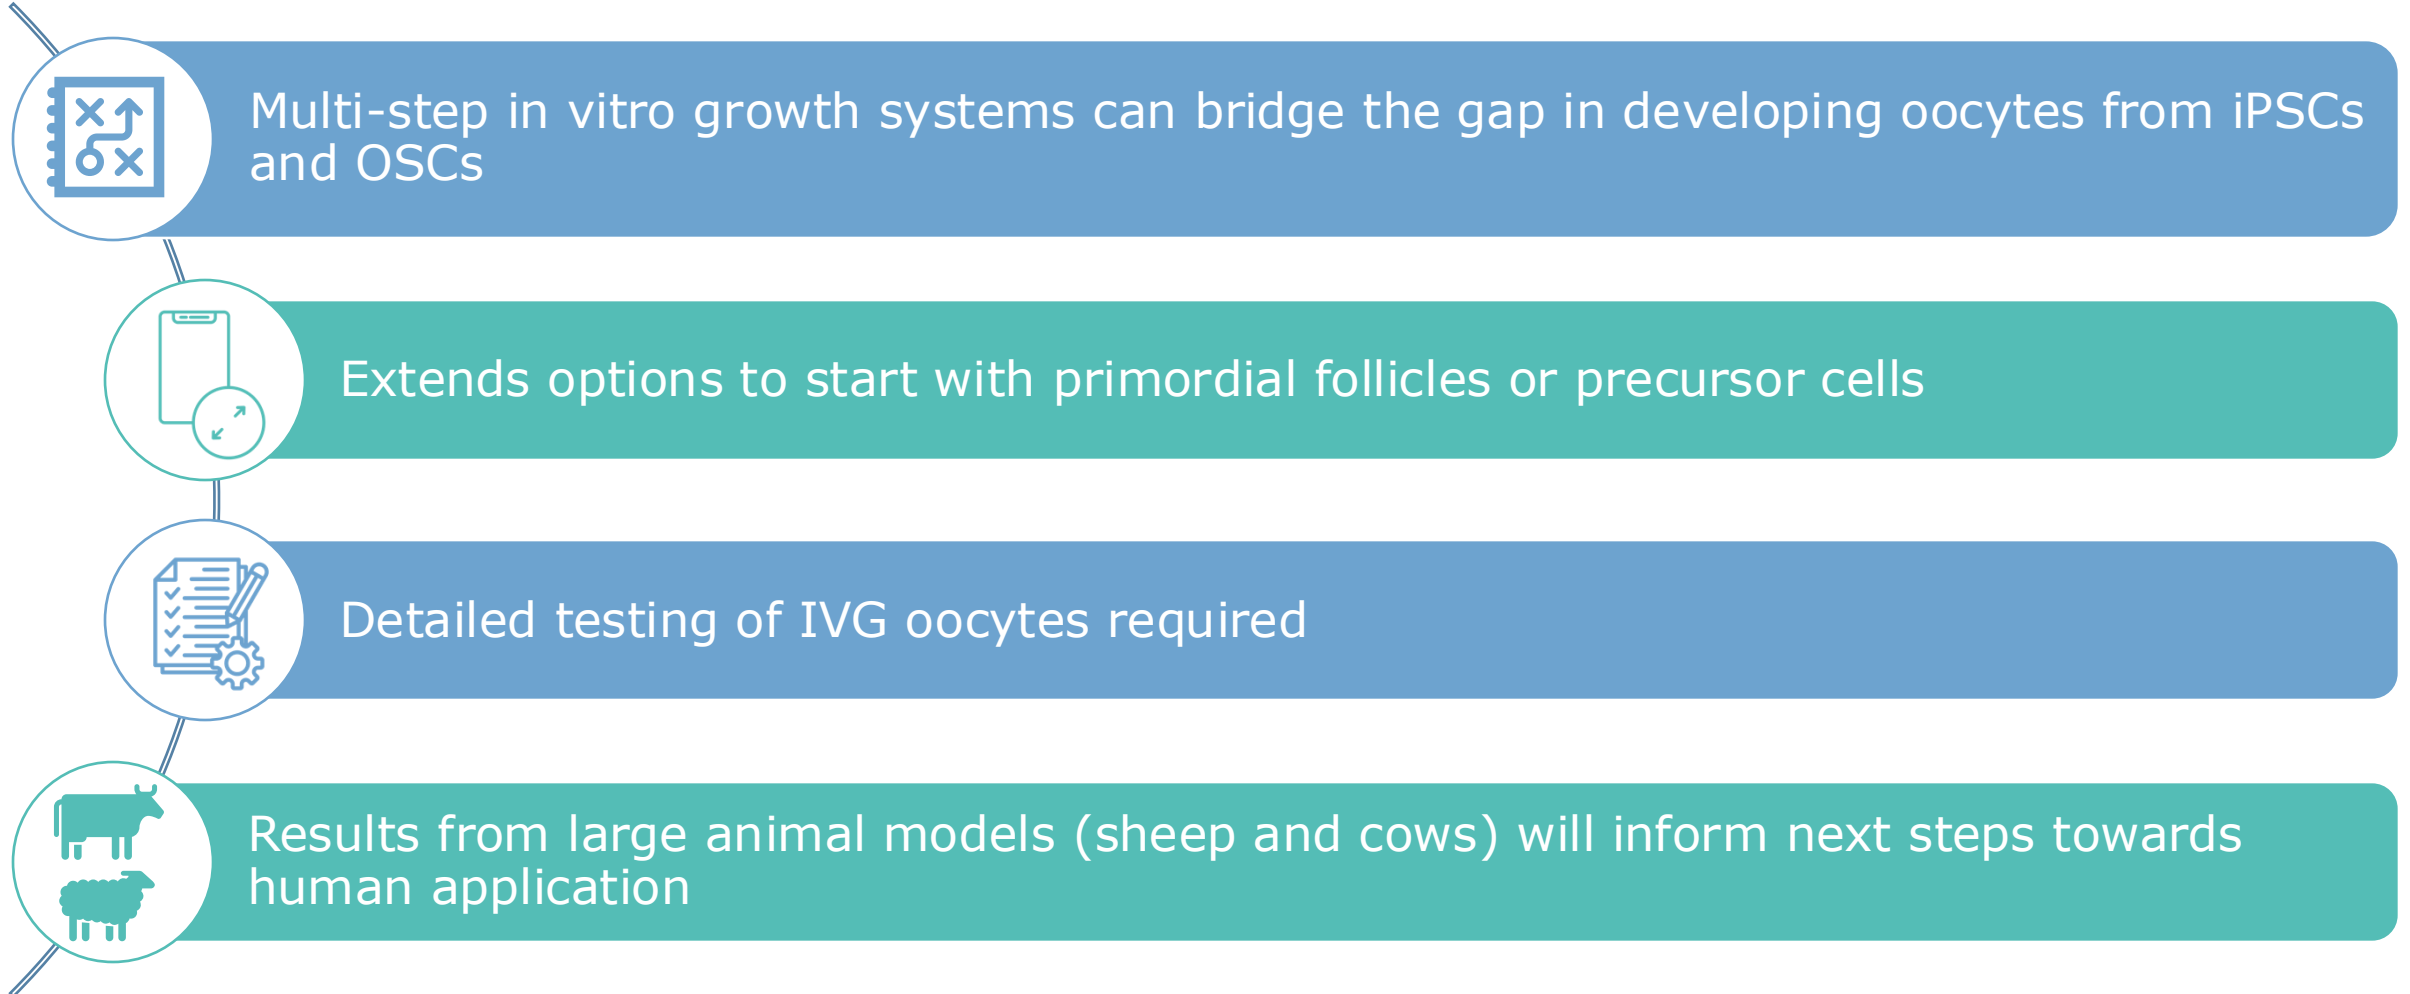 Multi-step in vitro growth systems can bridge the gap in developing oocytes from iPSCs
and OSCs
Extends options to start with primordial follicles or precursor cells
Detailed testing of IVG oocytes required
Results from large animal models (sheep and cows) will inform next steps towards
human application